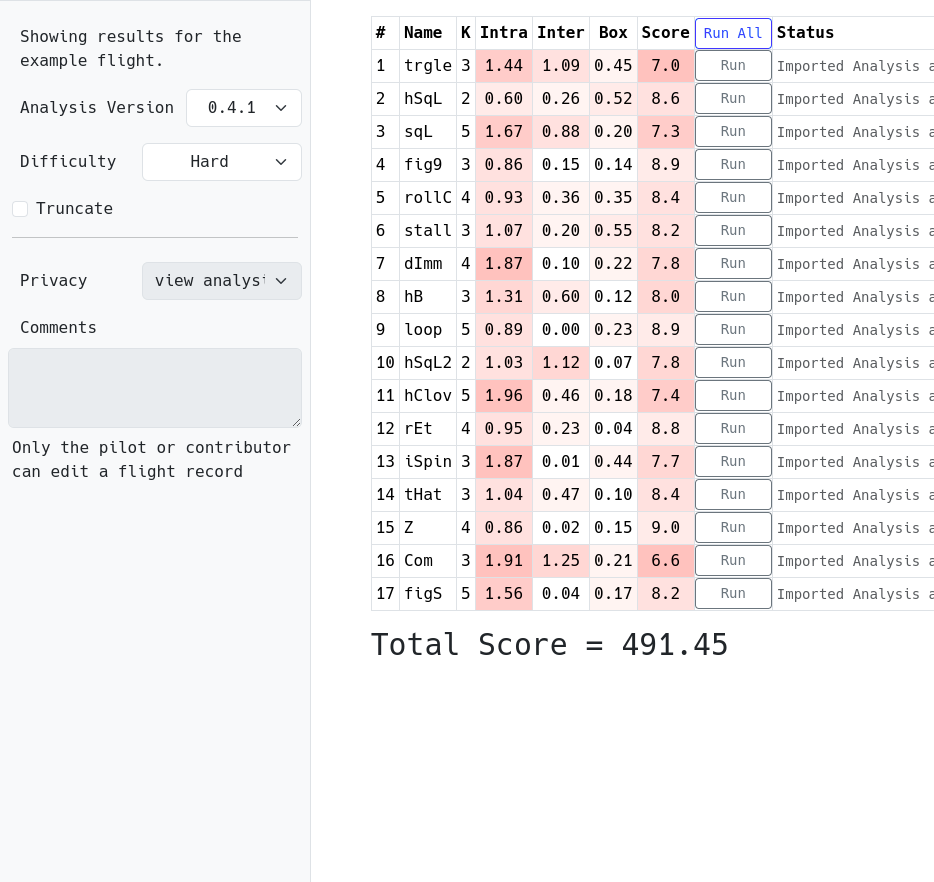 Showing results for the
example flight.
Analysis Version 0.4.1
Difficulty Hard
Truncate
Privacy view analys
Comments
Only the pilot or contributor
can edit a flight record
# Name K Intra Inter Box Score Run All Status
1 trgle 3 1.44 1.09 0.45 7.0 Run Imported Analysis a
2 hSqL 2 0.60 0.26 0.52 8.6 Run Imported Analysis a
3 sqL 5 1.67 0.88 0.20 7.3 Run Imported Analysis a
4 fig9 3 0.86 0.15 0.14 8.9 Run Imported Analysis a
5 rollC 4 0.93 0.36 0.35 8.4 Run Imported Analysis a
6 stall 3 1.07 0.20 0.55 8.2 Run Imported Analysis a
7 dImm 4 1.87 0.10 0.22 7.8 Run Imported Analysis a
8 hB 3 1.31 0.60 0.12 8.0 Run Imported Analysis a
9 loop 5 0.89 0.00 0.23 8.9 Run Imported Analysis a
10 hSqL2 2 1.03 1.12 0.07 7.8 Run Imported Analysis a
11 hClov 5 1.96 0.46 0.18 7.4 Run Imported Analysis a
12 rEt 4 0.95 0.23 0.04 8.8 Run Imported Analysis a
13 iSpin 3 1.87 0.01 0.44 7.7 Run Imported Analysis a
14 tHat 3 1.04 0.47 0.10 8.4 Run Imported Analysis a
15 Z 4 0.86 0.02 0.15 9.0 Run Imported Analysis a
16 Com 3 1.91 1.25 0.21 6.6 Run Imported Analysis a
17 figS 5 1.56 0.04 0.17 8.2 Run Imported Analysis a
Total Score = 491.45